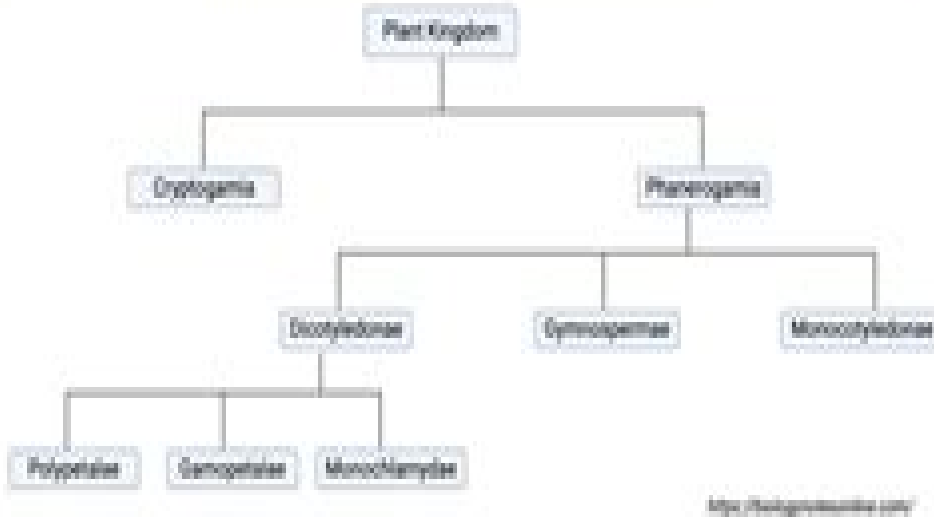 Plant Kingdom
Cryptogamia
Phanerogamia
Dicotyledonae
Gymnospermae
Monocotyledonae
Polypetalae
Gamopetalae
Monochlamydae